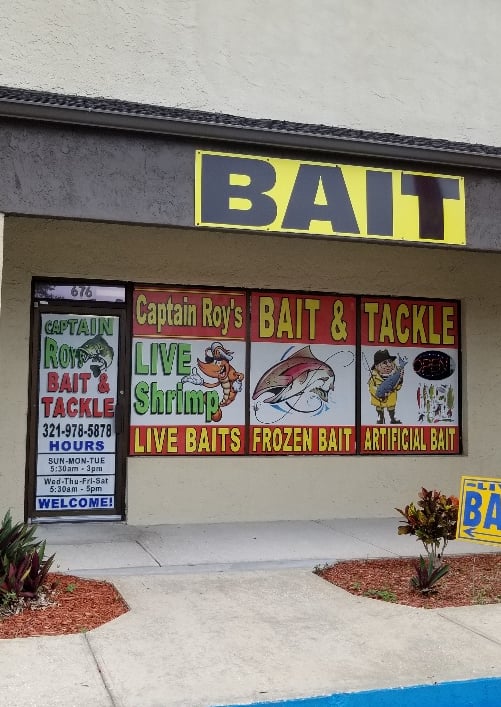 BAIT
676
CAPTAIN
Roy's
BAIT &
TACKLE
321-978-5878
HOURS
SUN-MON-TUE
5:30am - 3pm
Wed-Thu-Fri-Sat
5:30am - 5pm
WELCOME!
Captain Roy's
LIVE
Shrimp
LIVE BAITS
BAIT &
FROZEN BAIT
TACKLE
OPEN
ARTIFICIAL BAIT
BA